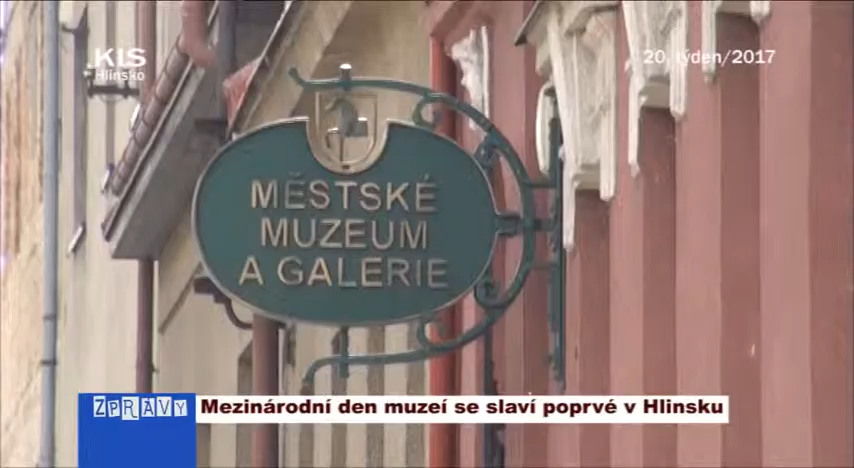 KIS
Hlinsko
20. týden/2017
MĚSTSKÉ
MUZEUM
A GALERIE
ZPRÁVY
Mezinárodní den muzeí se slaví poprvé v Hlinsku